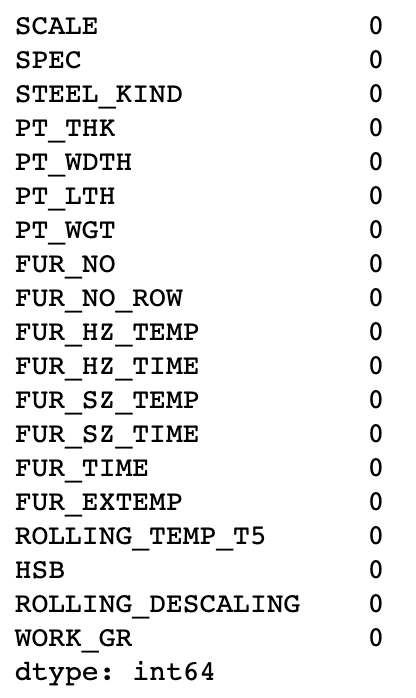 SCALE 0
SPEC 0
STEEL_KIND 0
PT_THK 0
PT_WDTH 0
PT_LTH 0
PT_WGT 0
FUR_NO 0
FUR_NO_ROW 0
FUR_HZ_TEMP 0
FUR_HZ_TIME 0
FUR_SZ_TEMP 0
FUR_SZ_TIME 0
FUR_TIME 0
FUR_EXTEMP 0
ROLLING_TEMP_T5 0
HSB 0
ROLLING_DESCALING 0
WORK_GR 0
dtype: int64